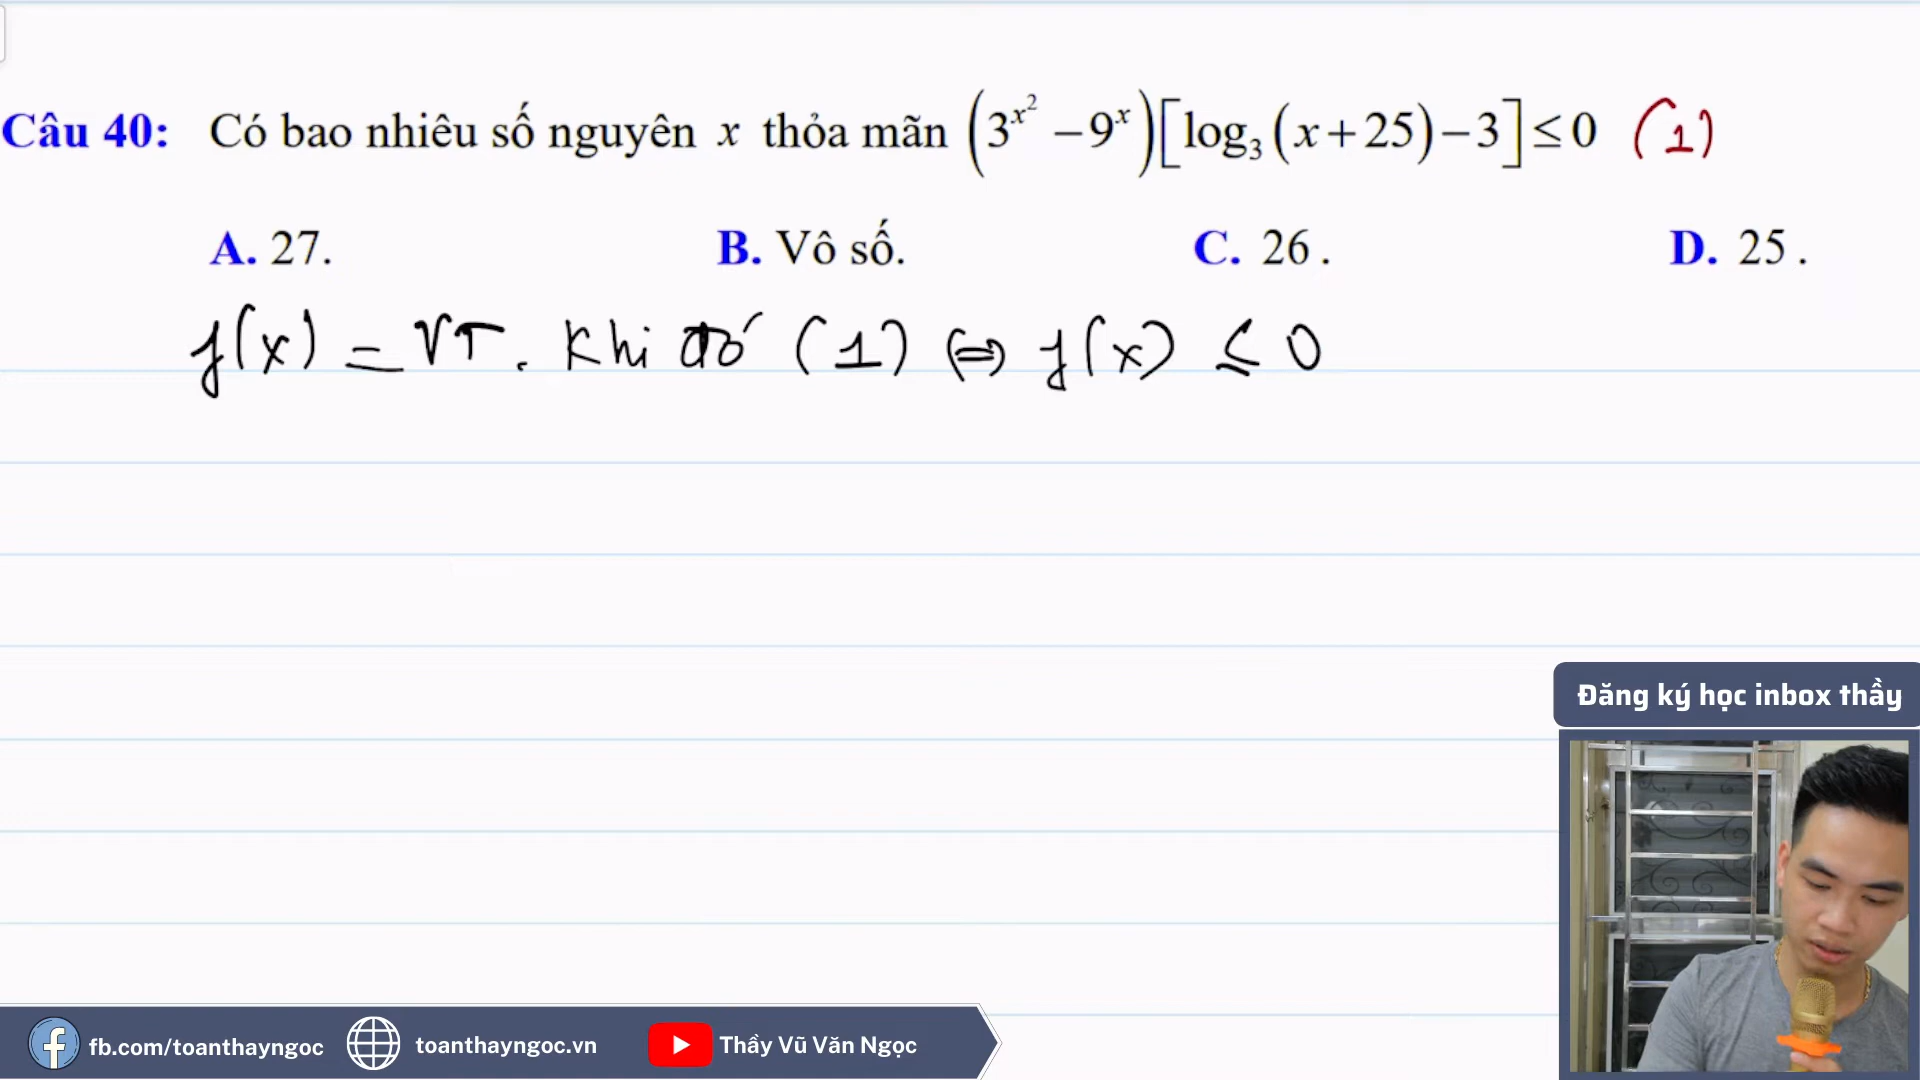 Câu 40: Có bao nhiêu số nguyên x thỏa mãn (3^{x^2} − 9^x)[log_3(x+25) − 3] ≤ 0 (1)
A. 27. B. Vô số. C. 26. D. 25.
f(x) = VT. Khi đó (1) ⇔ f(x) ≤ 0
Đăng ký học inbox thầy
fb.com/toanthayngoc toanthayngoc.vn Thầy Vũ Văn Ngọc